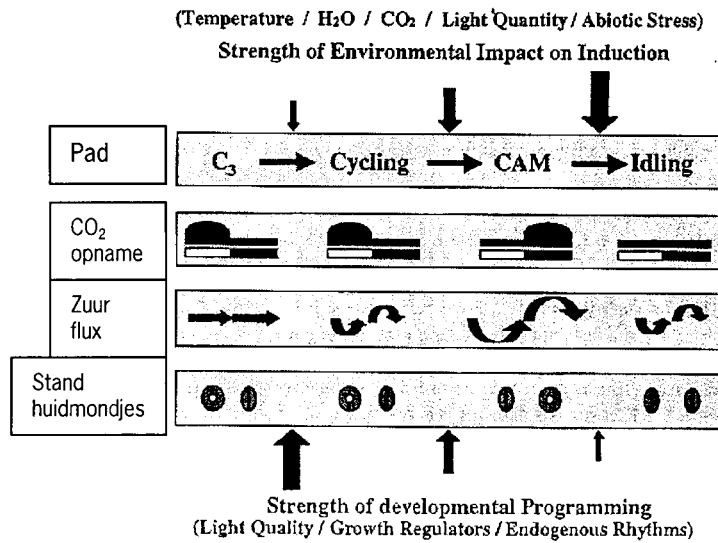 (Temperature / H₂O / CO₂ / Light Quantity / Abiotic Stress)
Strength of Environmental Impact on Induction
Pad
C₃ Cycling CAM Idling
CO₂
opname
Zuur
flux
Stand
huidmondjes
Strength of developmental Programming
(Light Quality / Growth Regulators / Endogenous Rhythms)